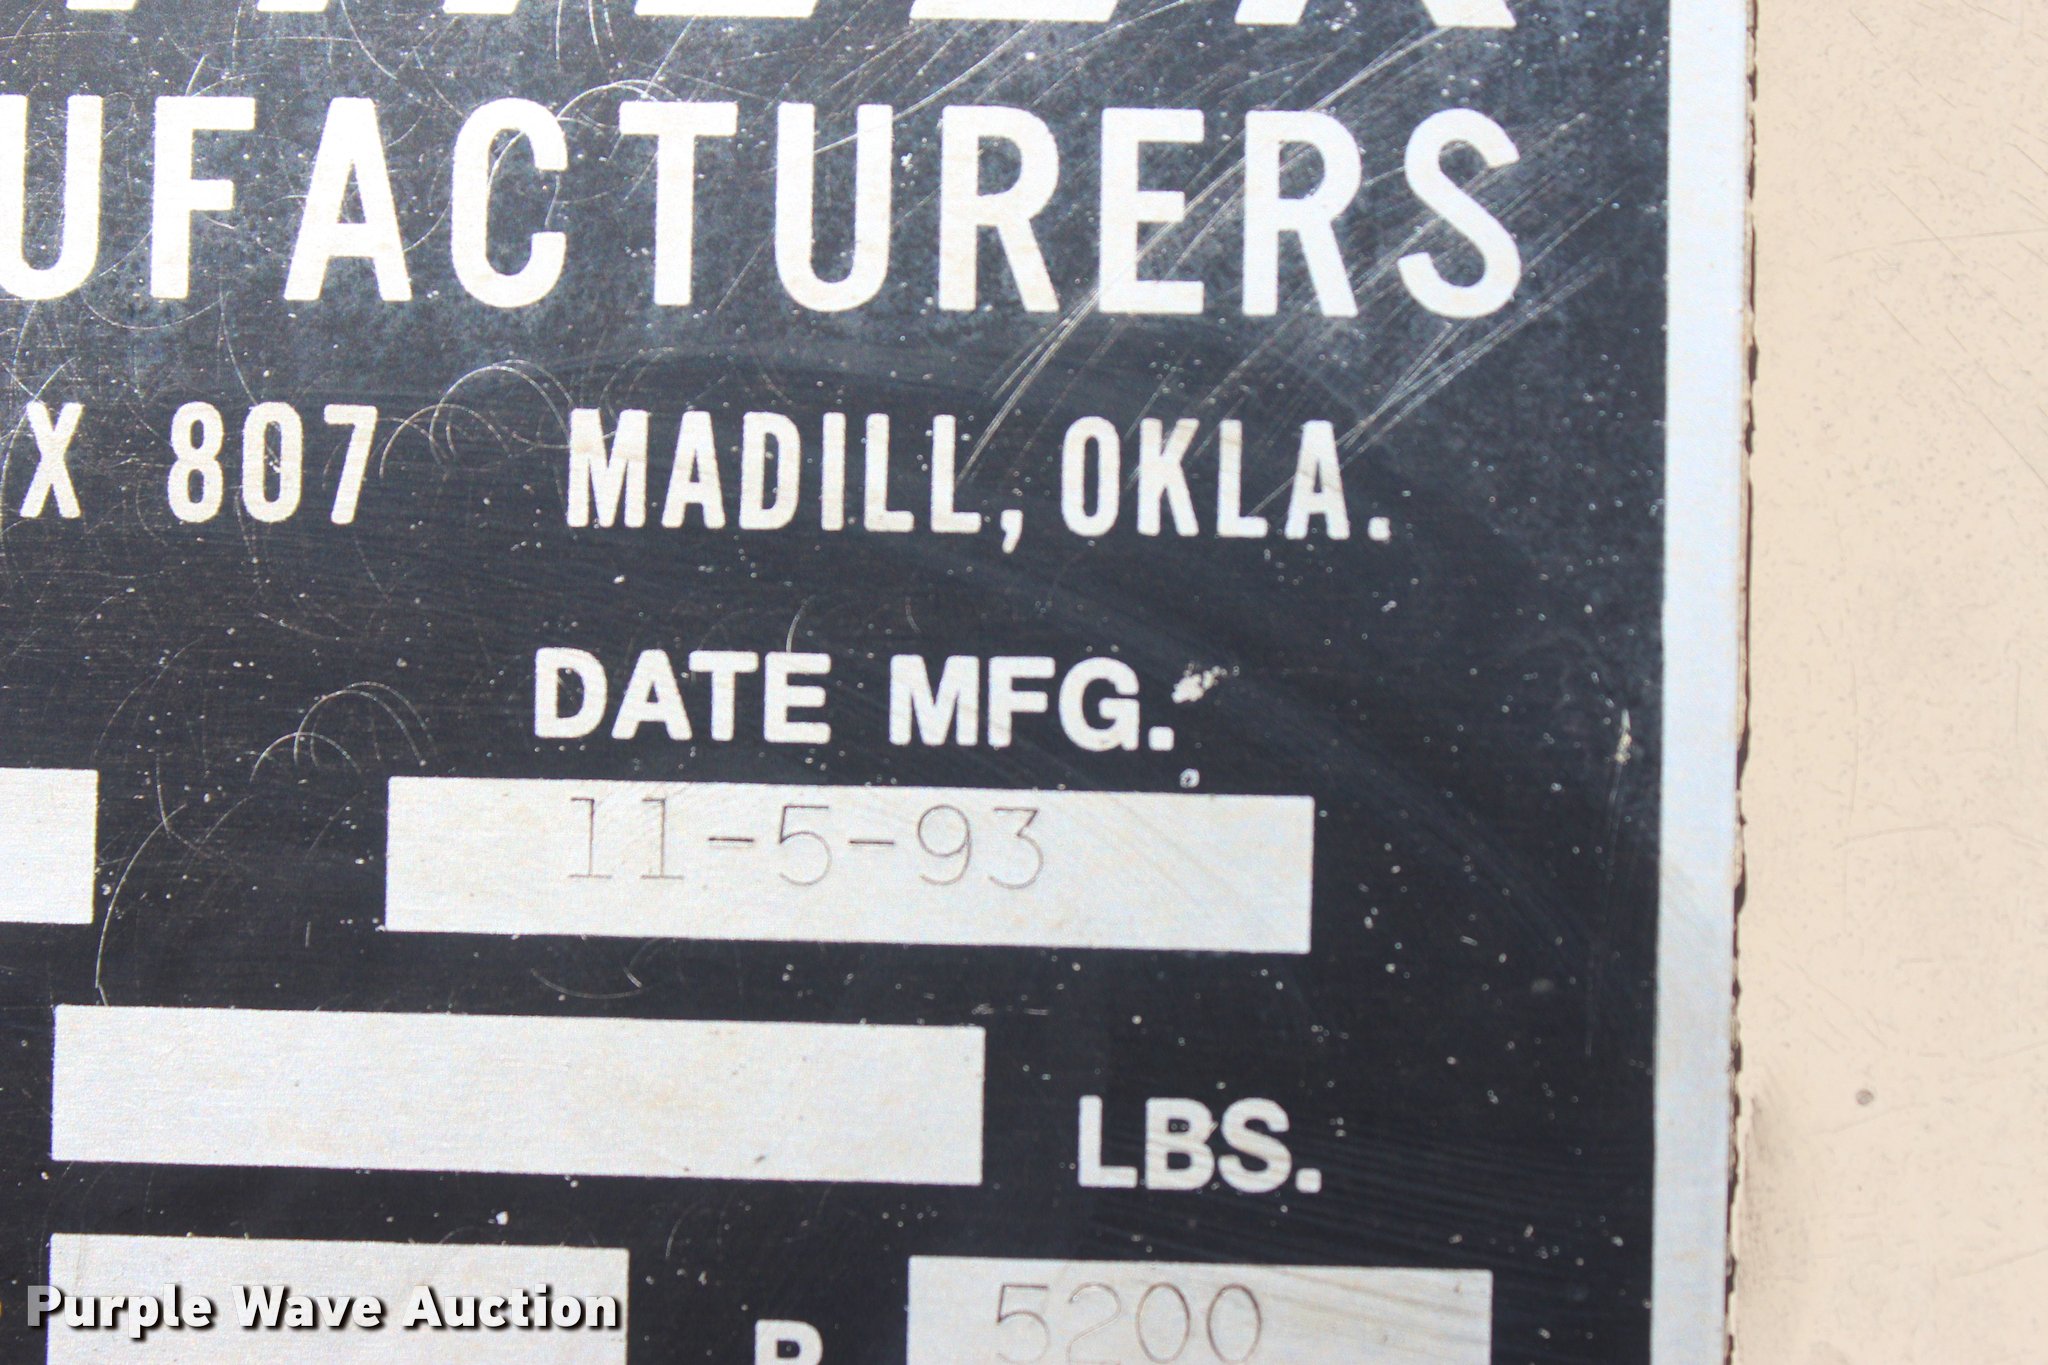 UFACTURERS
X 807 MADILL, OKLA.
DATE MFG.
11-5-93
LBS.
5200
Purple Wave Auction